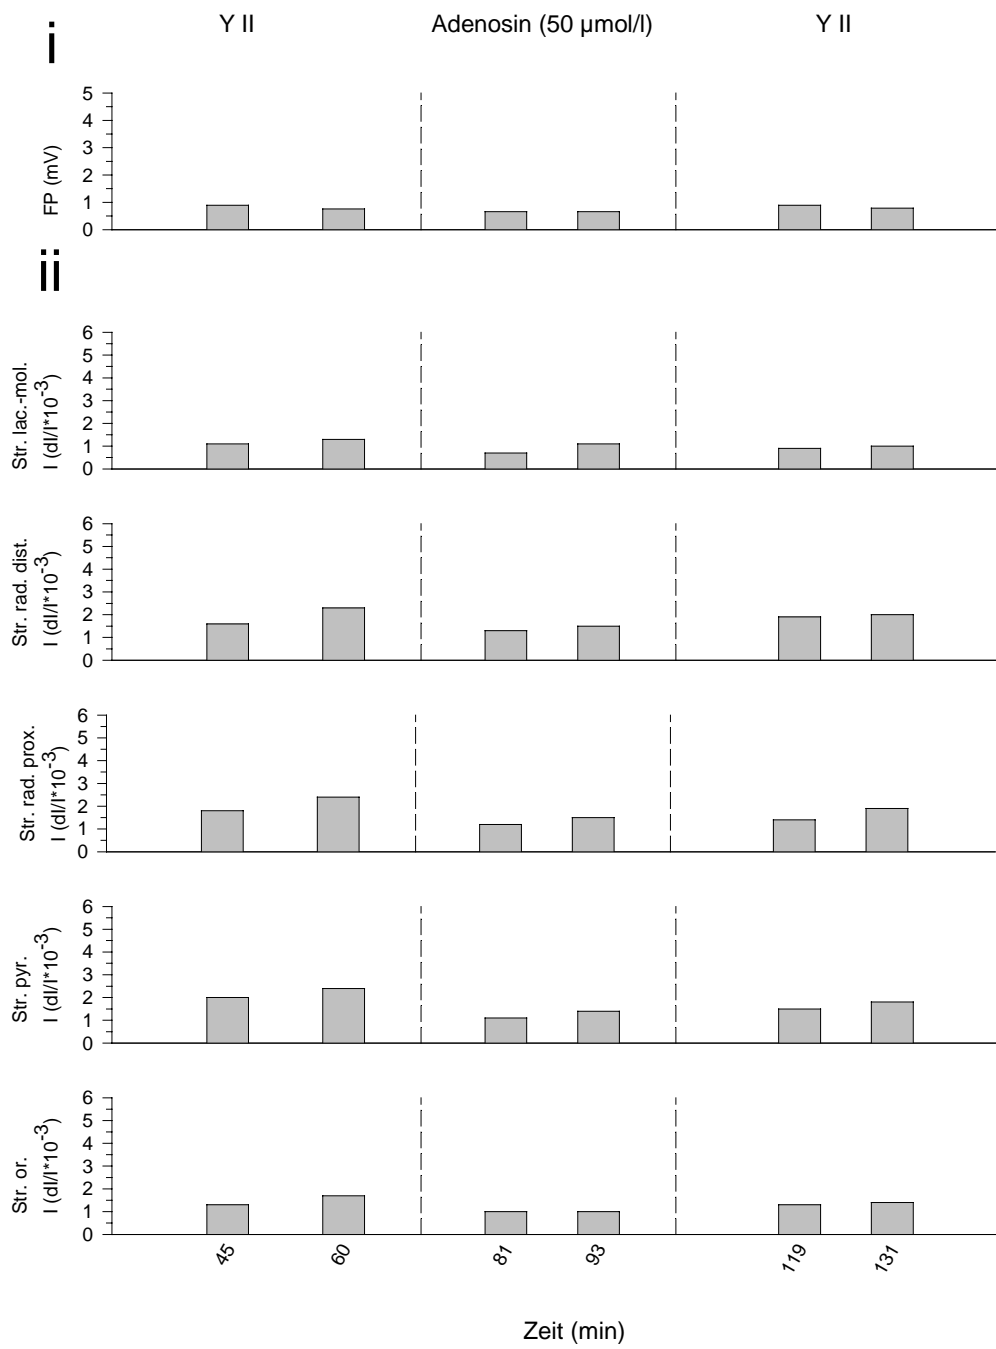 i
Y II Adenosin (50 µmol/l) Y II
FP (mV)
5
4
3
2
1
0
ii
Str. lac.-mol.
I (dI/I*10-3)
6
5
4
3
2
1
0
Str. rad. dist.
I (dI/I*10-3)
6
5
4
3
2
1
0
Str. rad. prox.
I (dI/I*10-3)
6
5
4
3
2
1
0
Str. pyr.
I (dI/I*10-3)
6
5
4
3
2
1
0
Str. or.
I (dI/I*10-3)
6
5
4
3
2
1
0
45 60 81 93 119 131
Zeit (min)